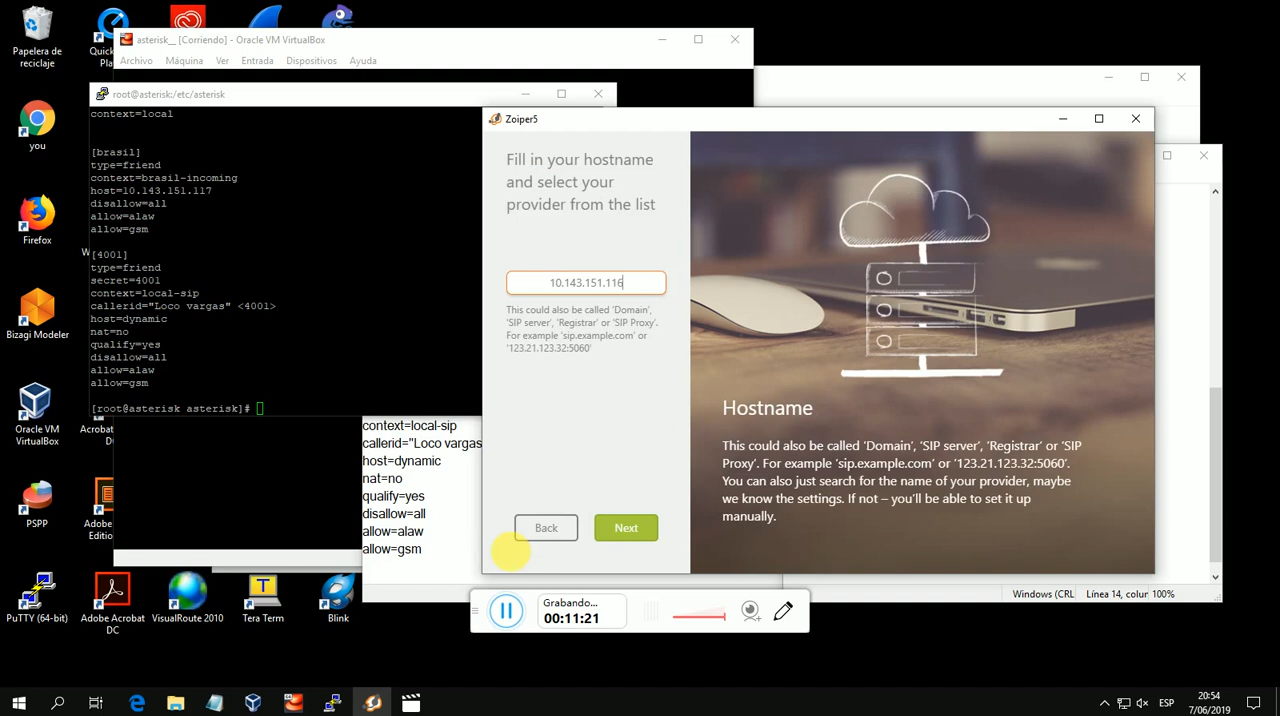 Papelera de
reciclaje
you
Firefox
Bizagi Modeler
Oracle VM
VirtualBox
PSPP
PuTTY (64-bit)
Adobe Acrobat
DC
VisualRoute 2010
Tera Term
Blink
asterisk__ [Corriendo] - Oracle VM VirtualBox
Archivo Máquina Ver Entrada Dispositivos Ayuda
root@asterisk:/etc/asterisk
context=local
[brasil]
type=friend
context=brasil-incoming
host=10.143.151.117
disallow=all
allow=alaw
allow=gsm
[4001]
type=friend
secret=4001
context=local-sip
callerid="Loco vargas" <4001>
host=dynamic
nat=no
qualify=yes
disallow=all
allow=alaw
allow=gsm
[root@asterisk asterisk]#
context=local-sip
callerid="Loco vargas
host=dynamic
nat=no
qualify=yes
disallow=all
allow=alaw
allow=gsm
Zoiper5
Fill in your hostname
and select your
provider from the list
10.143.151.116
This could also be called 'Domain',
'SIP server', 'Registrar' or 'SIP Proxy'.
For example 'sip.example.com' or
'123.21.123.32:5060'
Back
Next
Hostname
This could also be called 'Domain', 'SIP server', 'Registrar' or 'SIP
Proxy'. For example 'sip.example.com' or '123.21.123.32:5060'.
You can also just search for the name of your provider, maybe
we know the settings. If not – you'll be able to set it up
manually.
Windows (CRL Línea 14, colur 100%
Grabando...
00:11:21
ESP
20:54
7/06/2019